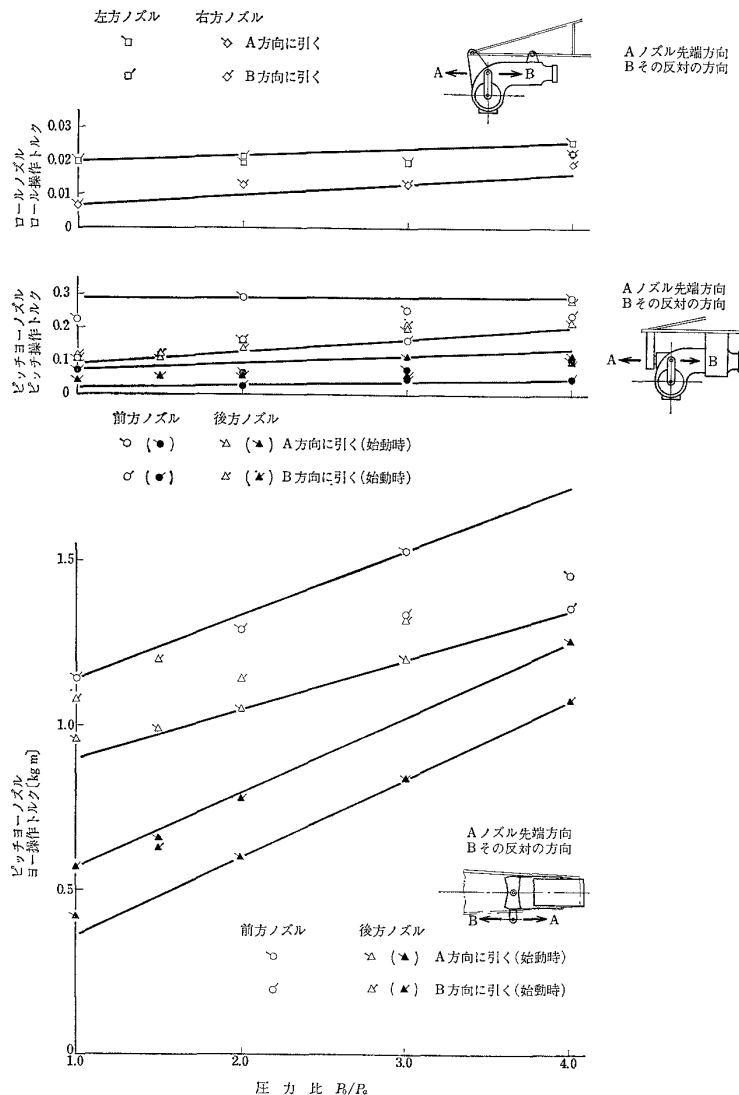 左方ノズル 右方ノズル
A方向に引く
B方向に引く
A ノズル先端方向
B その反対の方向
A B
ロールノズル
ロール操作トルク
0.03
0.02
0.01
0
ピッチヨーノズル
ピッチ操作トルク
0.3
0.2
0.1
0
A ノズル先端方向
B その反対の方向
A B
前方ノズル 後方ノズル
( ) ( ) A方向に引く(始動時)
( ) ( ) B方向に引く(始動時)
ピッチヨーノズル
ヨー操作トルク[kg m]
1.5
1.0
0.5
0
A ノズル先端方向
B その反対の方向
B A
前方ノズル 後方ノズル
( ) A方向に引く(始動時)
( ) B方向に引く(始動時)
1.0 2.0 3.0 4.0
圧力比 P₀/Pₐ